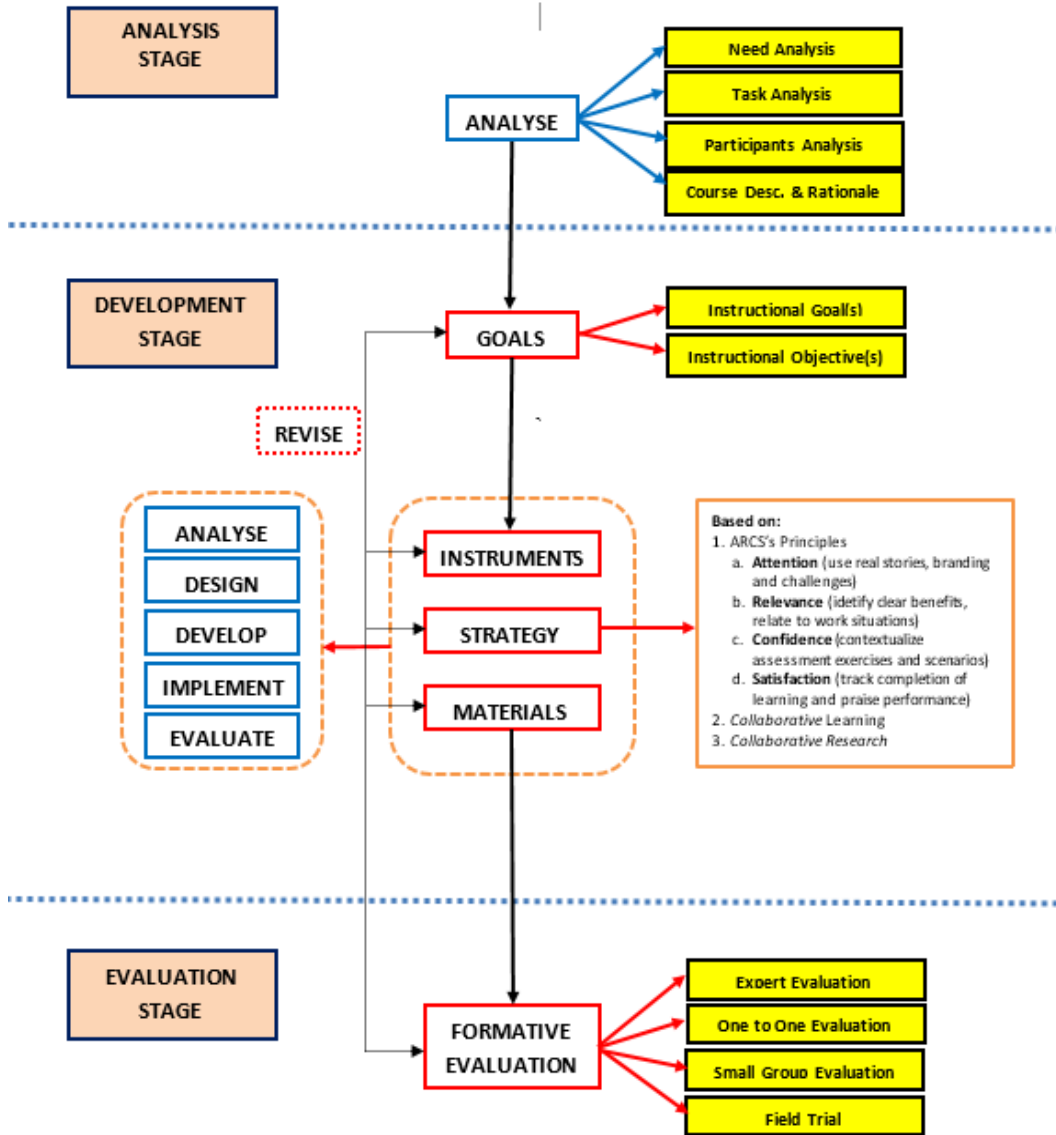 ANALYSIS
STAGE
ANALYSE
Need Analysis
Task Analysis
Participants Analysis
Course Desc. & Rationale
DEVELOPMENT
STAGE
GOALS
Instructional Goal(s)
Instructional Objective(s)
REVISE
ANALYSE
DESIGN
DEVELOP
IMPLEMENT
EVALUATE
INSTRUMENTS
STRATEGY
MATERIALS
Based on:
1. ARCS's Principles
a. Attention (use real stories, branding
and challenges)
b. Relevance (idetify clear benefits,
relate to work situations)
c. Confidence (contextualize
assessment exercises and scenarios)
d. Satisfaction (track completion of
learning and praise performance)
2. Collaborative Learning
3. Collaborative Research
EVALUATION
STAGE
FORMATIVE
EVALUATION
Expert Evaluation
One to One Evaluation
Small Group Evaluation
Field Trial